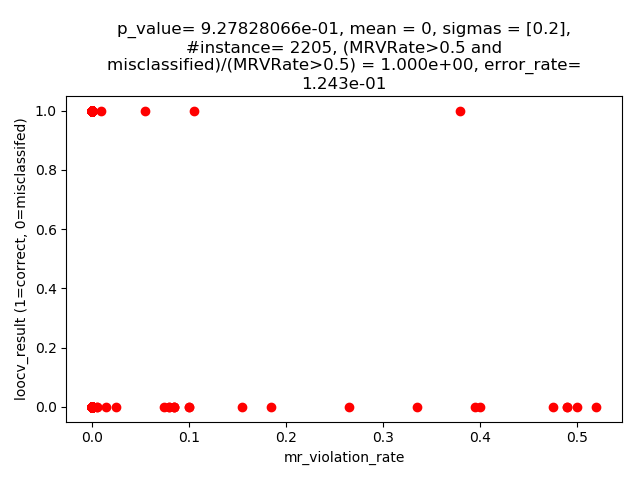 p_value= 9.27828066e-01, mean = 0, sigmas = [0.2],
#instance= 2205, (MRVRate>0.5 and
misclassified)/(MRVRate>0.5) = 1.000e+00, error_rate=
1.243e-01
loocv_result (1=correct, 0=misclassifed)
1.0
0.8
0.6
0.4
0.2
0.0
0.0 0.1 0.2 0.3 0.4 0.5
mr_violation_rate